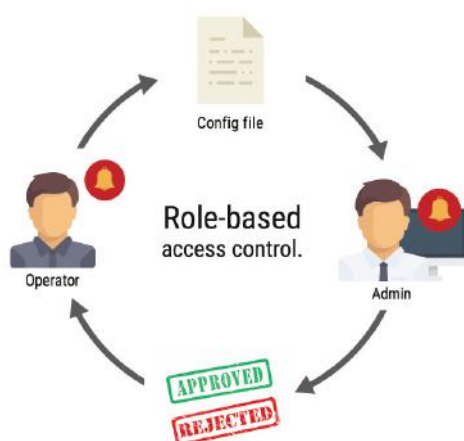 Config file
Role-based
access control.
Operator
Admin
APPROVED
REJECTED